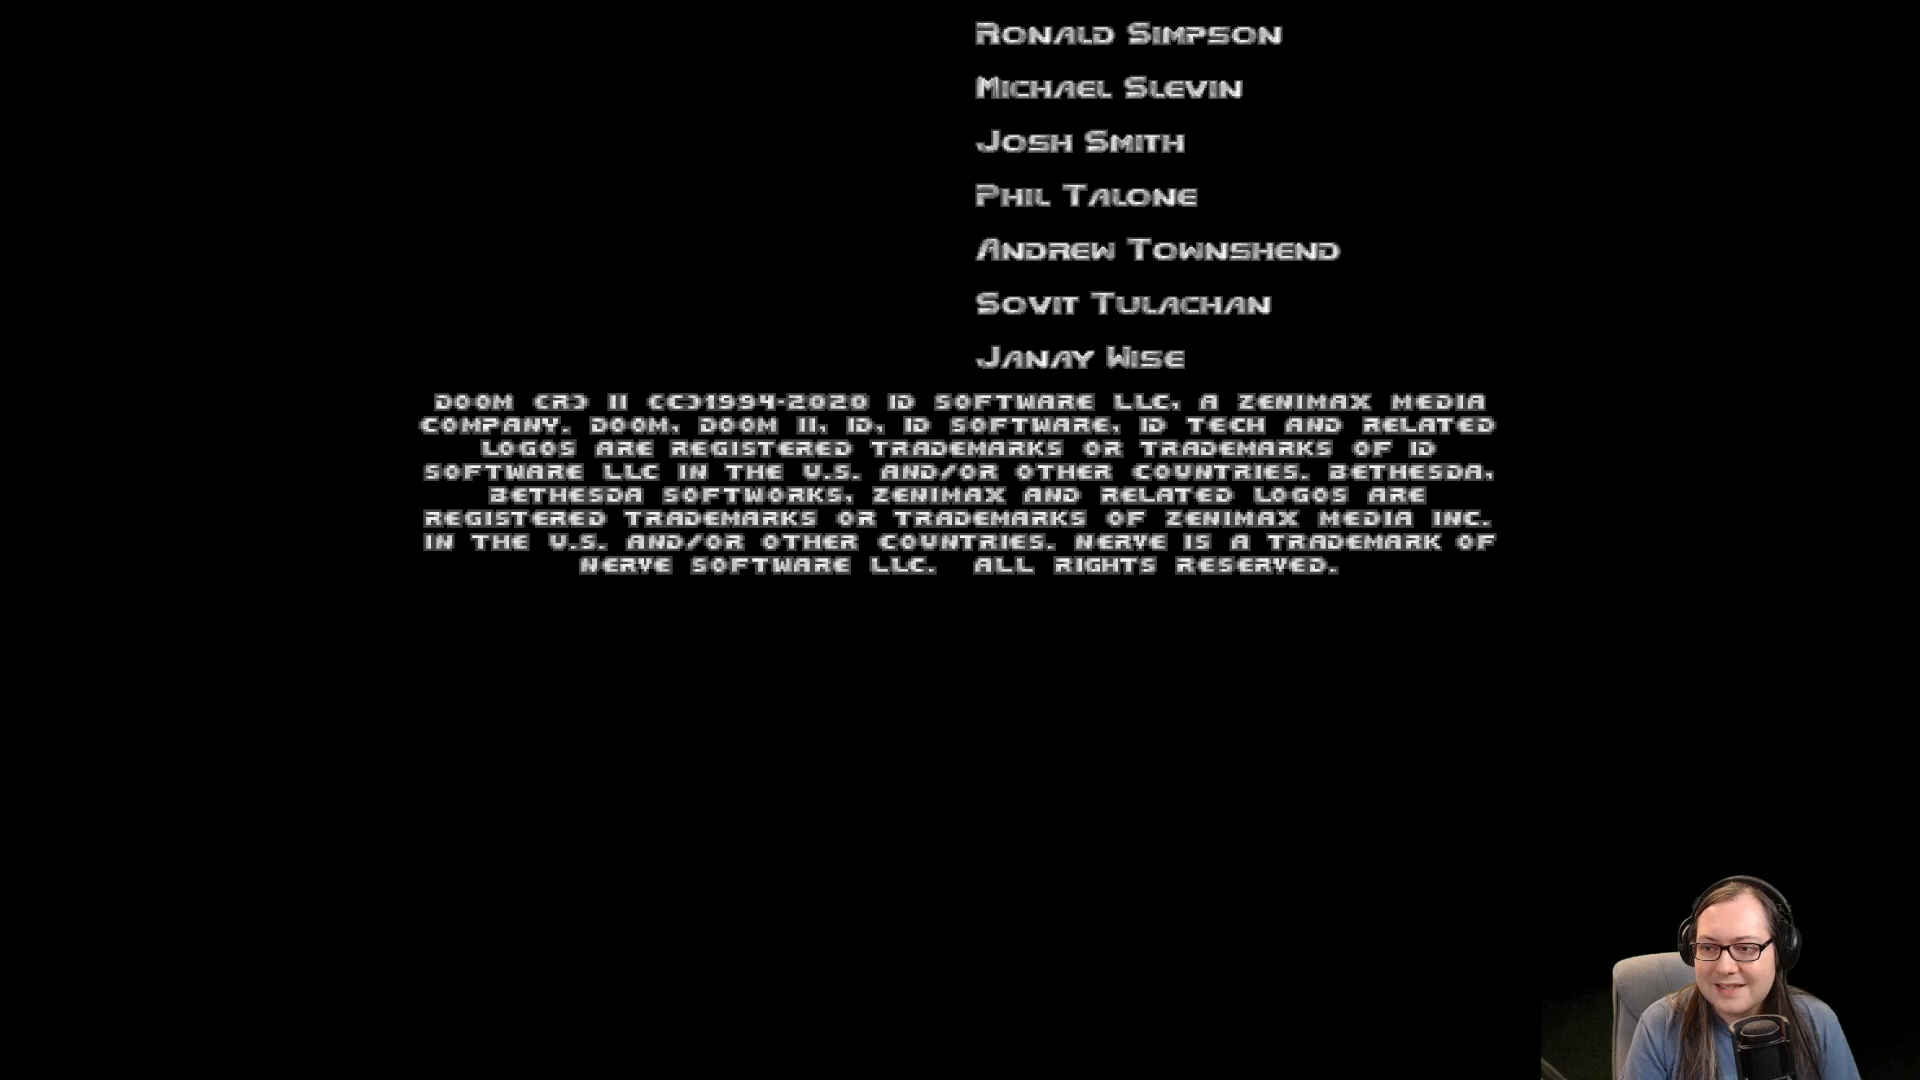 Ronald Simpson
Michael Slevin
Josh Smith
Phil Talone
Andrew Townshend
Sovit Tulachan
Janay Wise
DOOM (R) II (C)1994-2020 ID SOFTWARE LLC, A ZENIMAX MEDIA
COMPANY. DOOM, DOOM II, ID, ID SOFTWARE, ID TECH AND RELATED
LOGOS ARE REGISTERED TRADEMARKS OR TRADEMARKS OF ID
SOFTWARE LLC IN THE U.S. AND/OR OTHER COUNTRIES. BETHESDA,
BETHESDA SOFTWORKS, ZENIMAX AND RELATED LOGOS ARE
REGISTERED TRADEMARKS OR TRADEMARKS OF ZENIMAX MEDIA INC.
IN THE U.S. AND/OR OTHER COUNTRIES. NERVE IS A TRADEMARK OF
NERVE SOFTWARE LLC. ALL RIGHTS RESERVED.